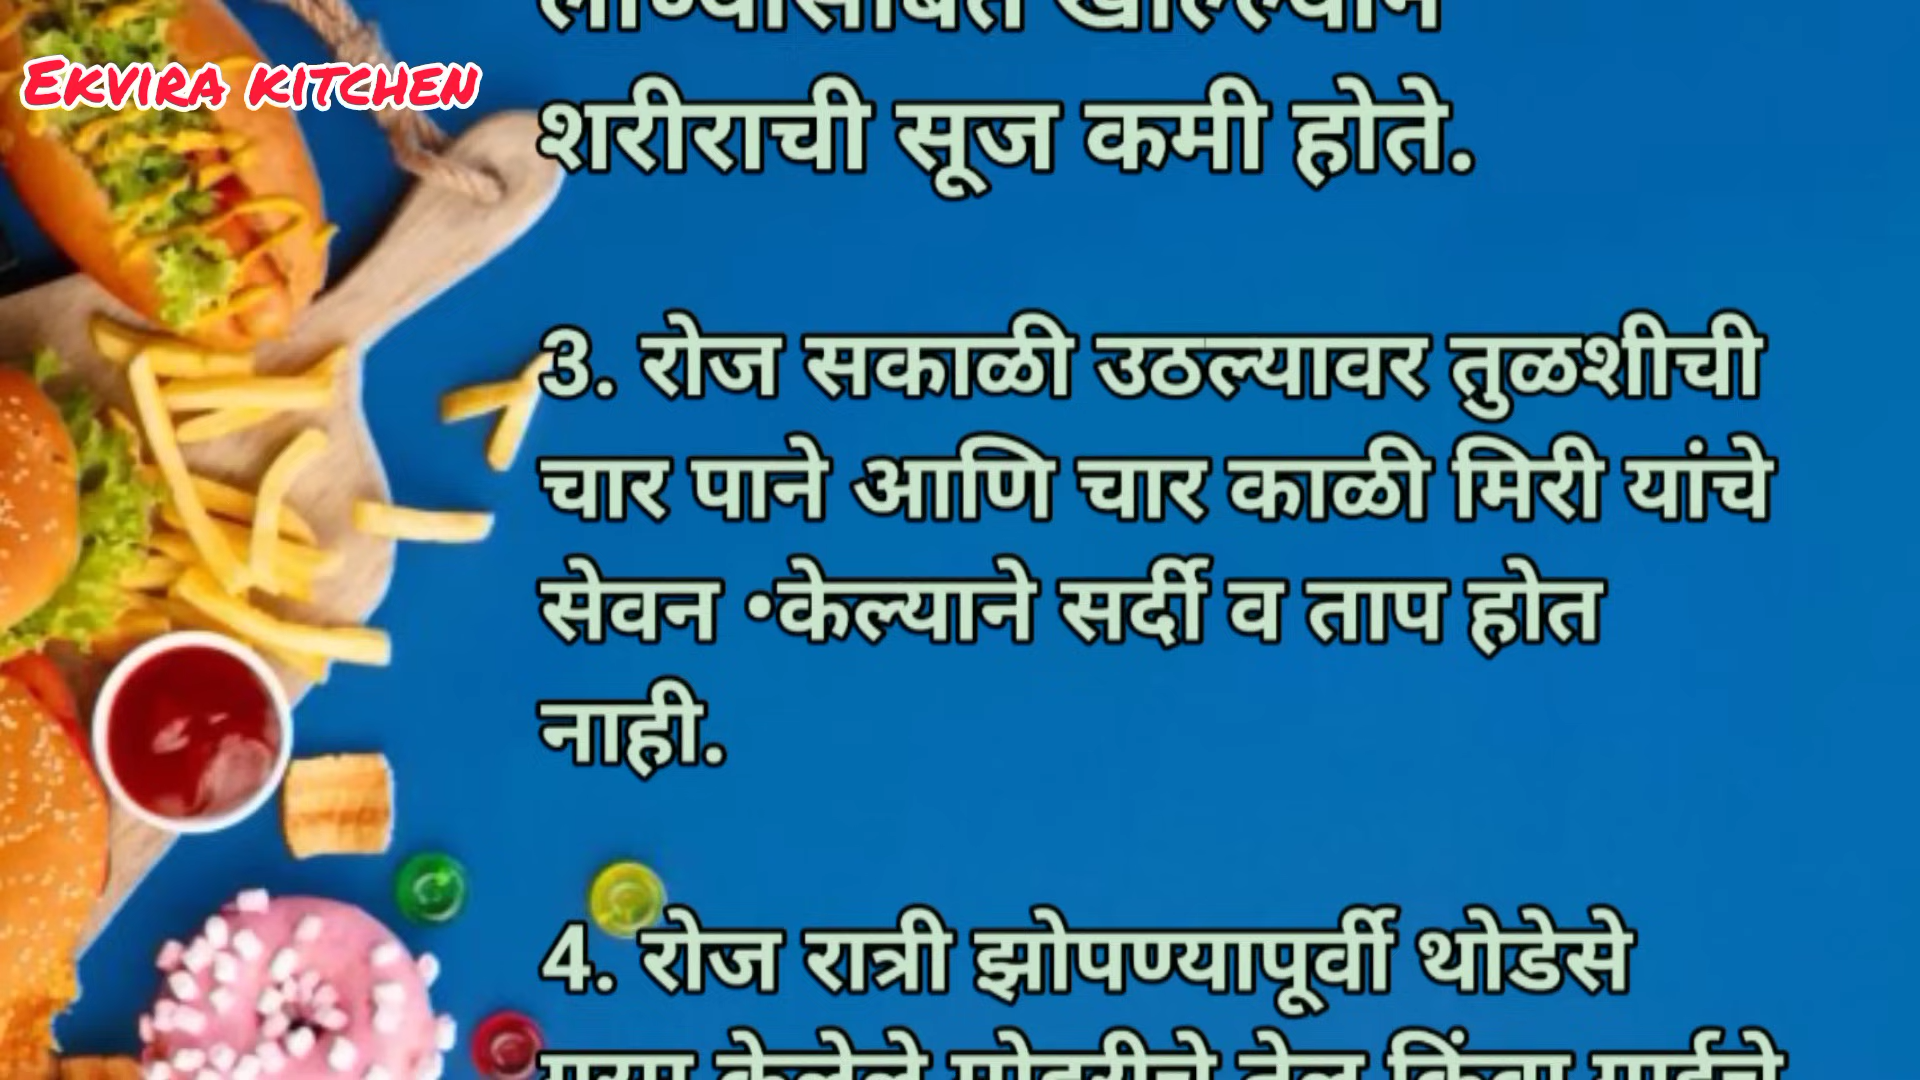 Ekvira kitchen
शरीराची सूज कमी होते.
3. रोज सकाळी उठल्यावर तुळशीची
चार पाने आणि चार काळी मिरी यांचे
सेवन •केल्याने सर्दी व ताप होत
नाही.
4. रोज रात्री झोपण्यापूर्वी थोडेसे